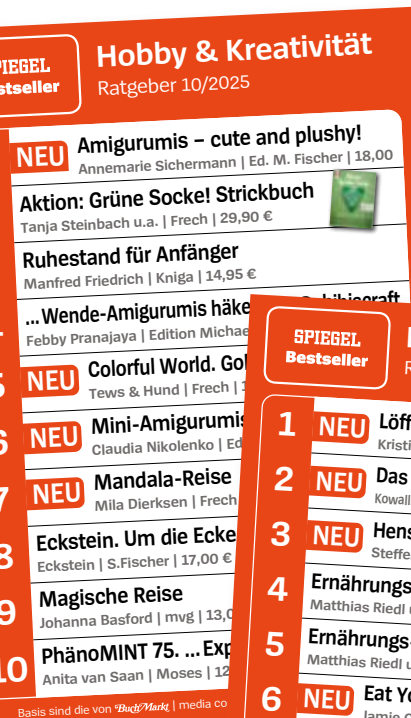 Hobby & Kreativität
Ratgeber 10/2025
SPIEGEL
Bestseller
NEU
Amigurumis – cute and plushy!
Annemarie Sichermann | Ed. M. Fischer | 18,00
Aktion: Grüne Socke! Strickbuch
Tanja Steinbach u.a. | Frech | 29,90 €
Ruhestand für Anfänger
Manfred Friedrich | Kniga | 14,95 €
...Wende-Amigurumis häke
Febby Pranajaya | Edition Michae
NEU
Colorful World. Gol
Tews & Hund | Frech | 1
6
NEU
Mini-Amigurumis
Claudia Nikolenko | Ed
7
NEU
Mandala-Reise
Mila Dierksen | Frech
8
Eckstein. Um die Ecke
Eckstein | S.Fischer | 17,00 €
9
Magische Reise
Johanna Basford | mvg | 13,0
10
PhänoMINT 75. ...Exp
Anita van Saan | Moses | 12
Basis sind die von BuchMarkt | media co
SPIEGEL
Bestseller
1
NEU
Löff
Kristi
2
NEU
Das
Kowall
3
NEU
Hens
Steffe
4
Ernährungs
Matthias Riedl u
5
Ernährungs-
Matthias Riedl u
6
NEU
Eat Yo